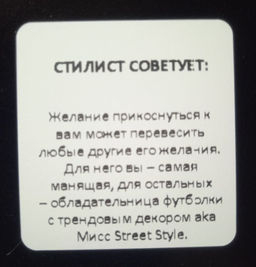 СТИЛИСТ СОВЕТУЕТ:
Желание прикоснуться к
вам может перевесить
любые другие его желания.
Для него вы – самая
манящая, для остальных
– обладательница футболки
с трендовым декором aka
Мисс Street Style.